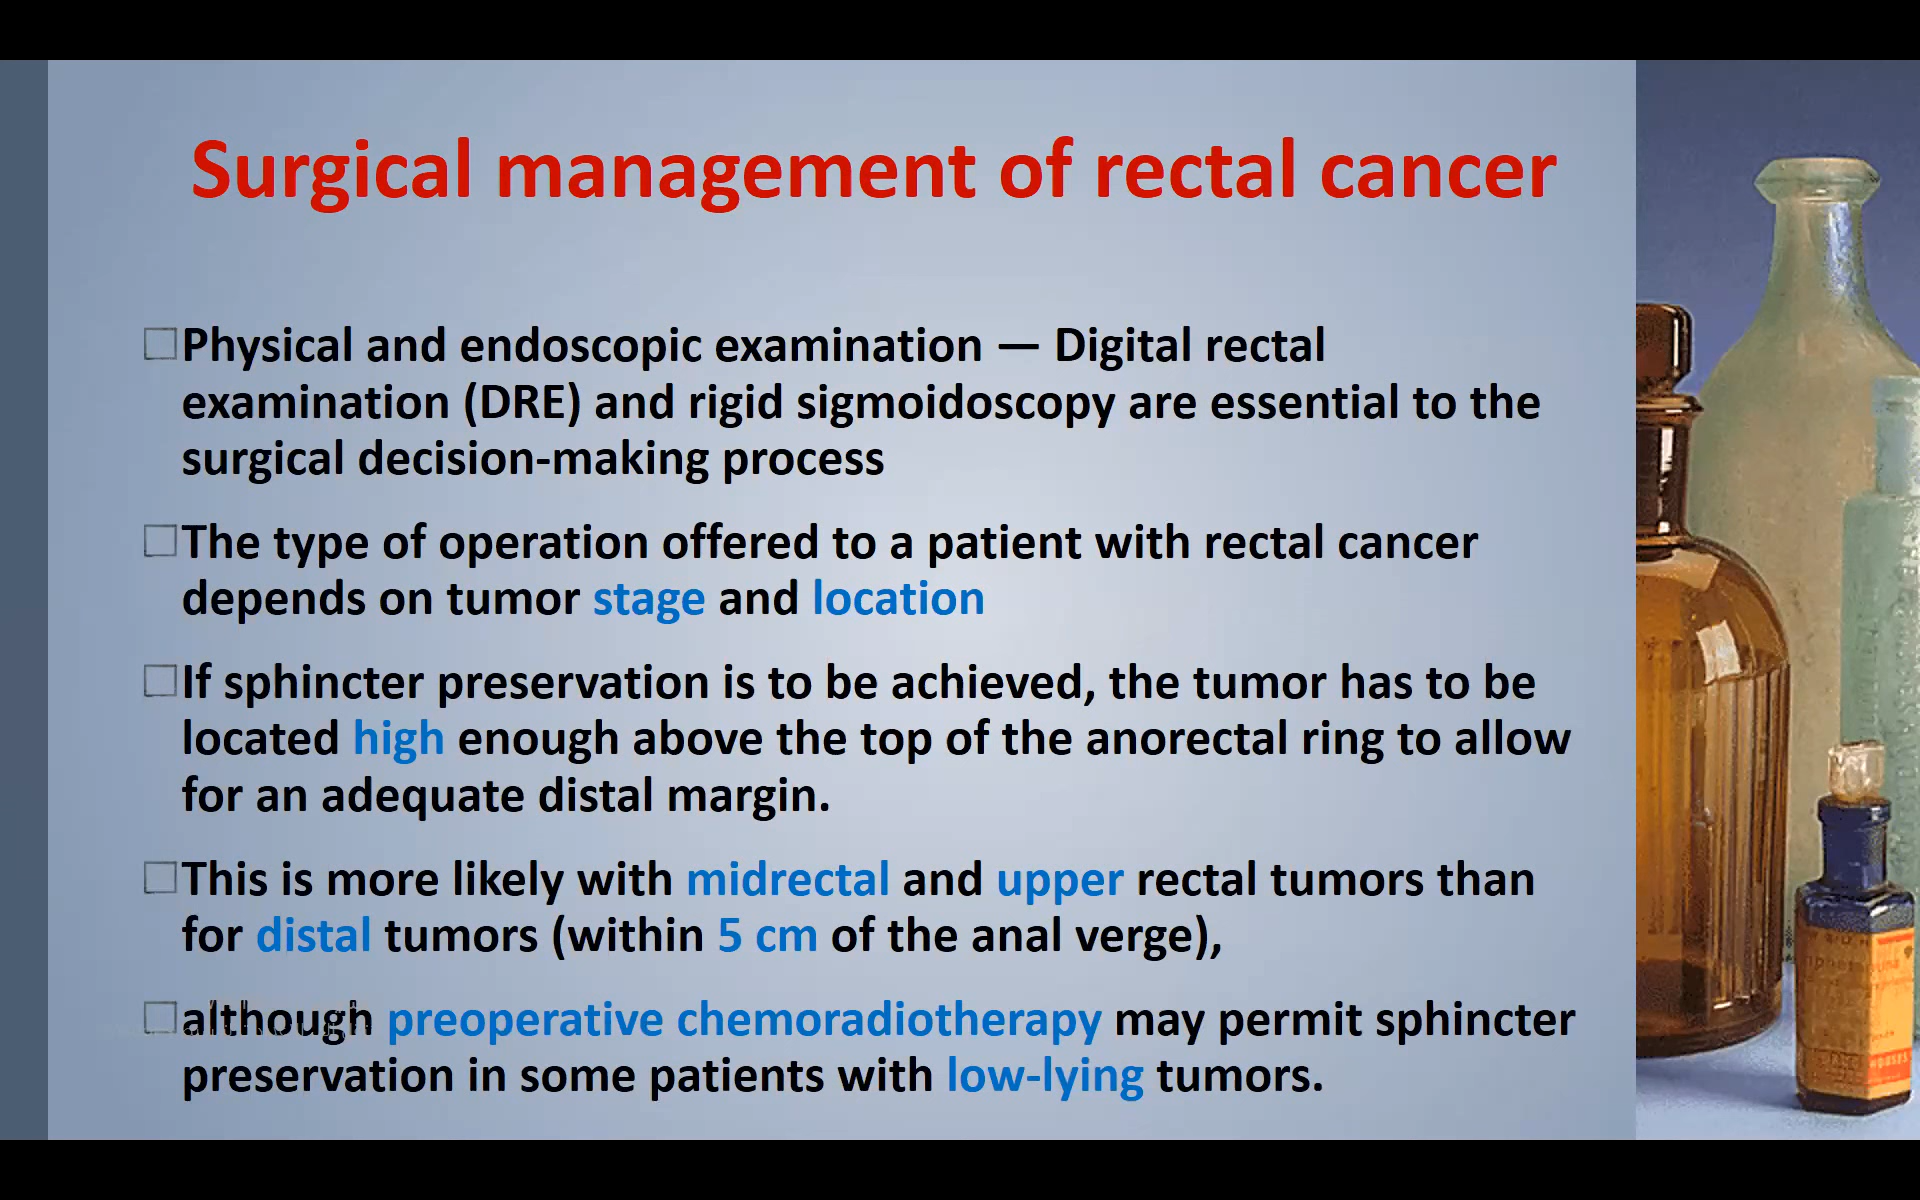 Surgical management of rectal cancer
Physical and endoscopic examination — Digital rectal
examination (DRE) and rigid sigmoidoscopy are essential to the
surgical decision-making process
The type of operation offered to a patient with rectal cancer
depends on tumor stage and location
If sphincter preservation is to be achieved, the tumor has to be
located high enough above the top of the anorectal ring to allow
for an adequate distal margin.
This is more likely with midrectal and upper rectal tumors than
for distal tumors (within 5 cm of the anal verge),
although preoperative chemoradiotherapy may permit sphincter
preservation in some patients with low-lying tumors.